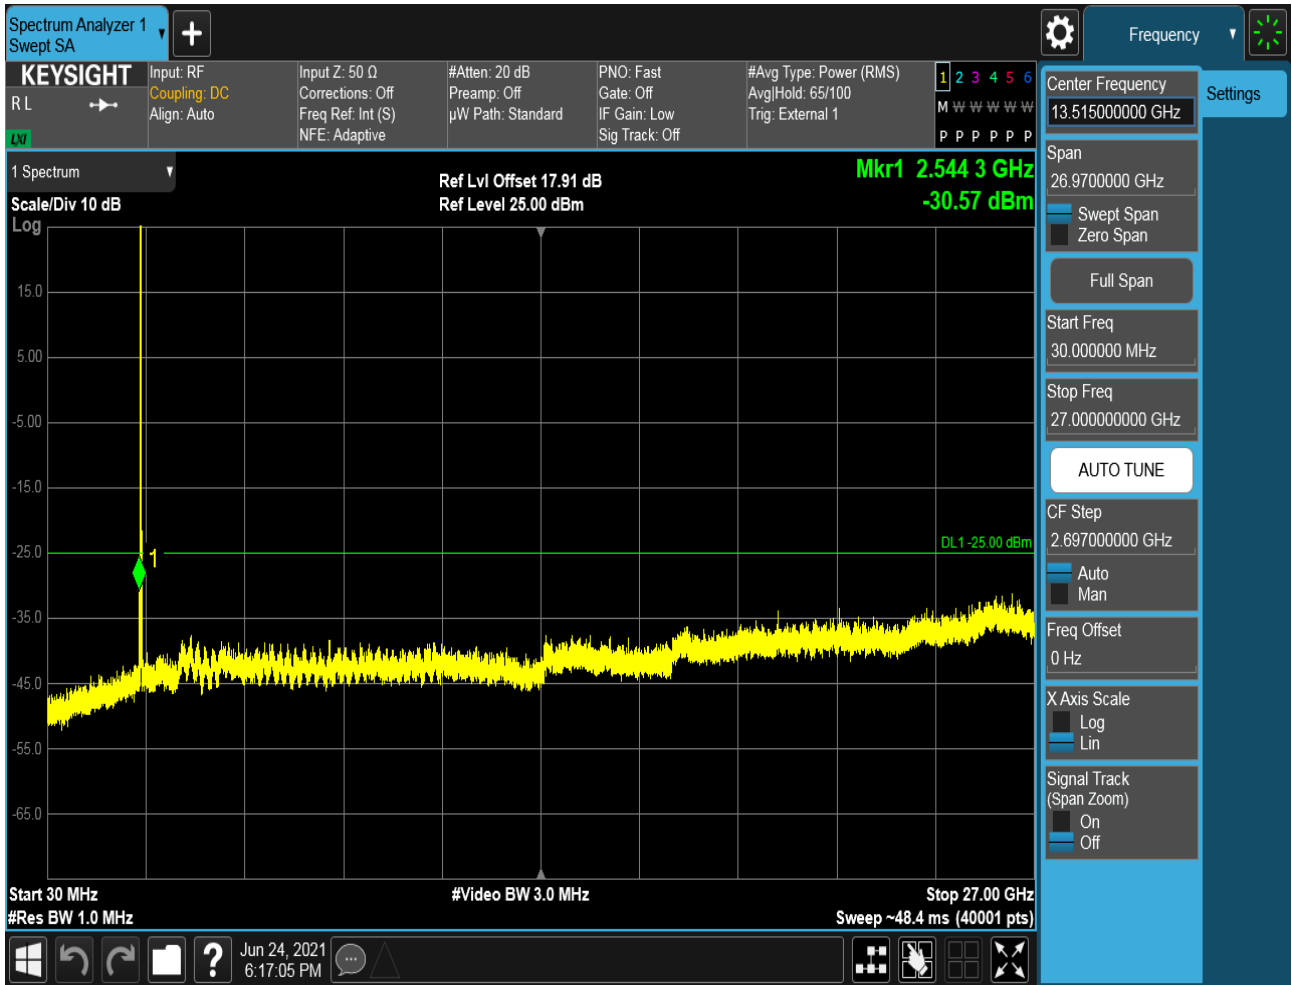 Spectrum Analyzer 1
Swept SA
Frequency
KEYSIGHT
R L
LXI
Input: RF
Coupling: DC
Align: Auto
Input Z: 50 Ω
Corrections: Off
Freq Ref: Int (S)
NFE: Adaptive
#Atten: 20 dB
Preamp: Off
µW Path: Standard
PNO: Fast
Gate: Off
IF Gain: Low
Sig Track: Off
#Avg Type: Power (RMS)
Avg|Hold: 65/100
Trig: External 1
1 2 3 4 5 6
M W W W W W
P P P P P P
1 Spectrum
Scale/Div 10 dB
Log
Ref Lvl Offset 17.91 dB
Ref Level 25.00 dBm
Mkr1 2.544 3 GHz
-30.57 dBm
15.0
5.00
-5.00
-15.0
-25.0
-35.0
-45.0
-55.0
-65.0
1
DL1 -25.00 dBm
Start 30 MHz
#Res BW 1.0 MHz
#Video BW 3.0 MHz
Stop 27.00 GHz
Sweep ~48.4 ms (40001 pts)
?
Jun 24, 2021
6:17:05 PM
Center Frequency
13.515000000 GHz
Settings
Span
26.9700000 GHz
Swept Span
Zero Span
Full Span
Start Freq
30.000000 MHz
Stop Freq
27.000000000 GHz
AUTO TUNE
CF Step
2.697000000 GHz
Auto
Man
Freq Offset
0 Hz
X Axis Scale
Log
Lin
Signal Track
(Span Zoom)
On
Off